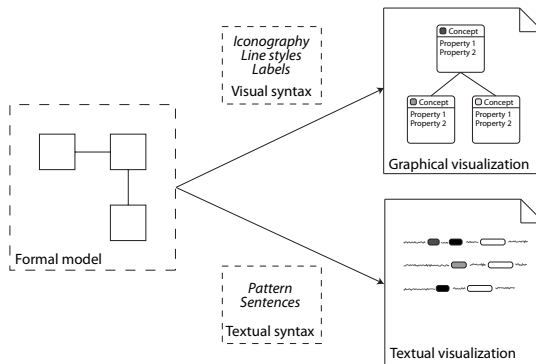 Iconography
Line styles
Labels
Visual syntax
Concept
Property 1
Property 2
Concept
Property 1
Property 2
Concept
Property 1
Property 2
Graphical visualization
Formal model
Pattern
Sentences
Textual syntax
Textual visualization